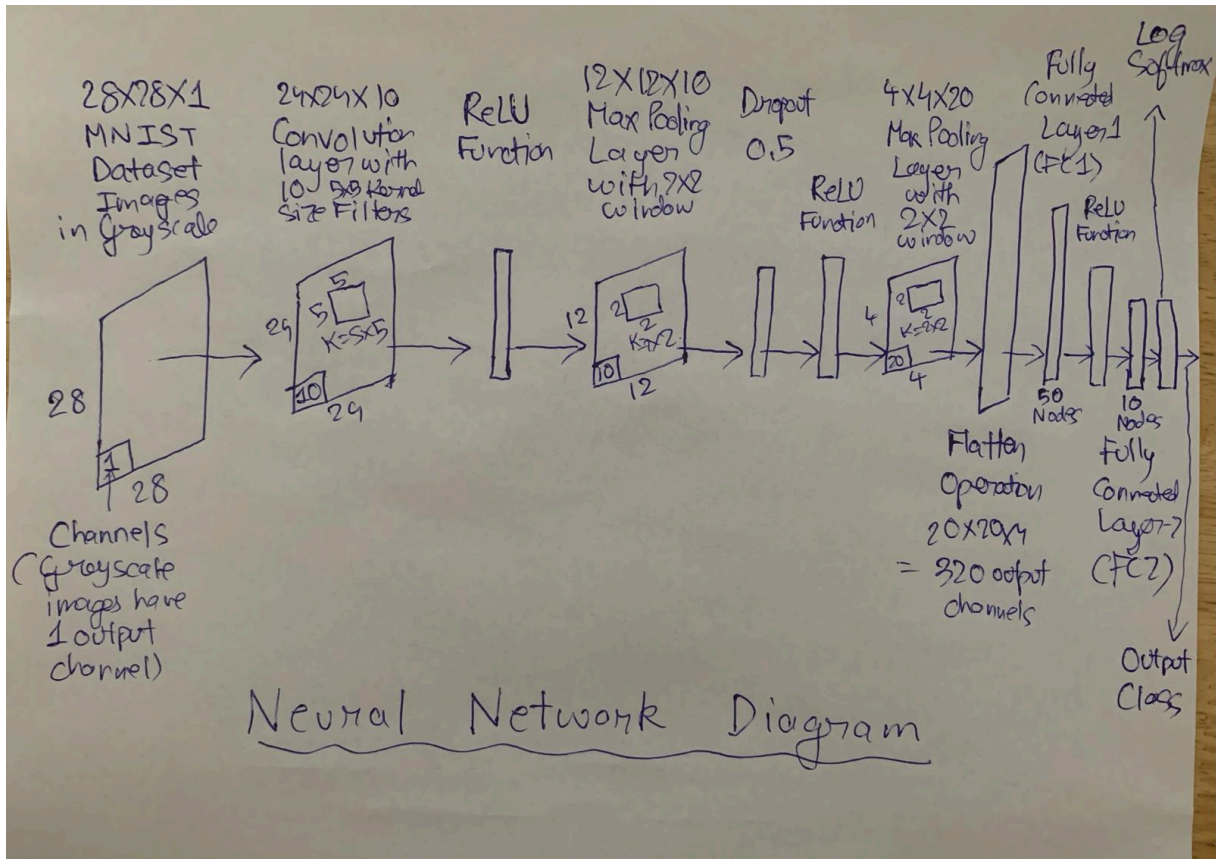 28X28X1
MNIST
Dataset
Images
in Grayscale
28
1
28
Channels
(Grayscale
images have
1 output
channel)
24X24X10
Convolution
layer with
10 5x5 Kernel
size Filters
5
5
K=5x5
24
10
24
ReLU
Function
12X12X10
Max Pooling
Layer
with 2X2
window
2
2
K=2x2
12
10
12
Dropout
0.5
ReLU
Function
4X4X20
Max Pooling
Layer
with
2X2
window
2
2
K=2x2
4
20
4
Flatten
Operation
= 320 output
channels
Fully
Connected
Layer1
(FC1)
50
Nodes
ReLU
Function
10
Nodes
Fully
Connected
Layer-2
(FC2)
Log
Softmax
Output
Class
Neural Network Diagram